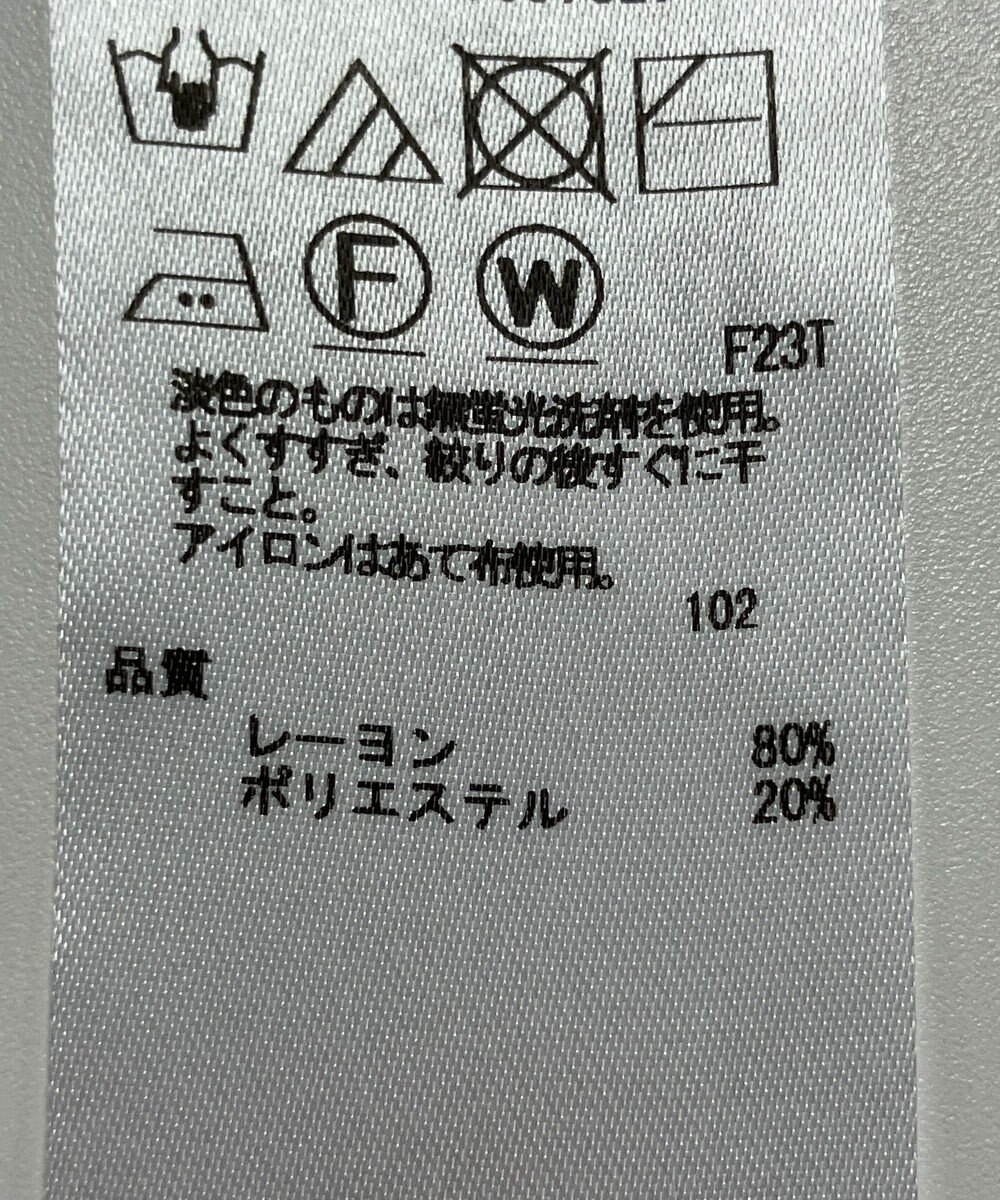 F
W
F23T
淡色のものは無蛍光洗剤を使用。
よくすすぎ、絞りの後すぐに干
すこと。
アイロンはあて布使用。
102
品質
レーヨン 80%
ポリエステル 20%